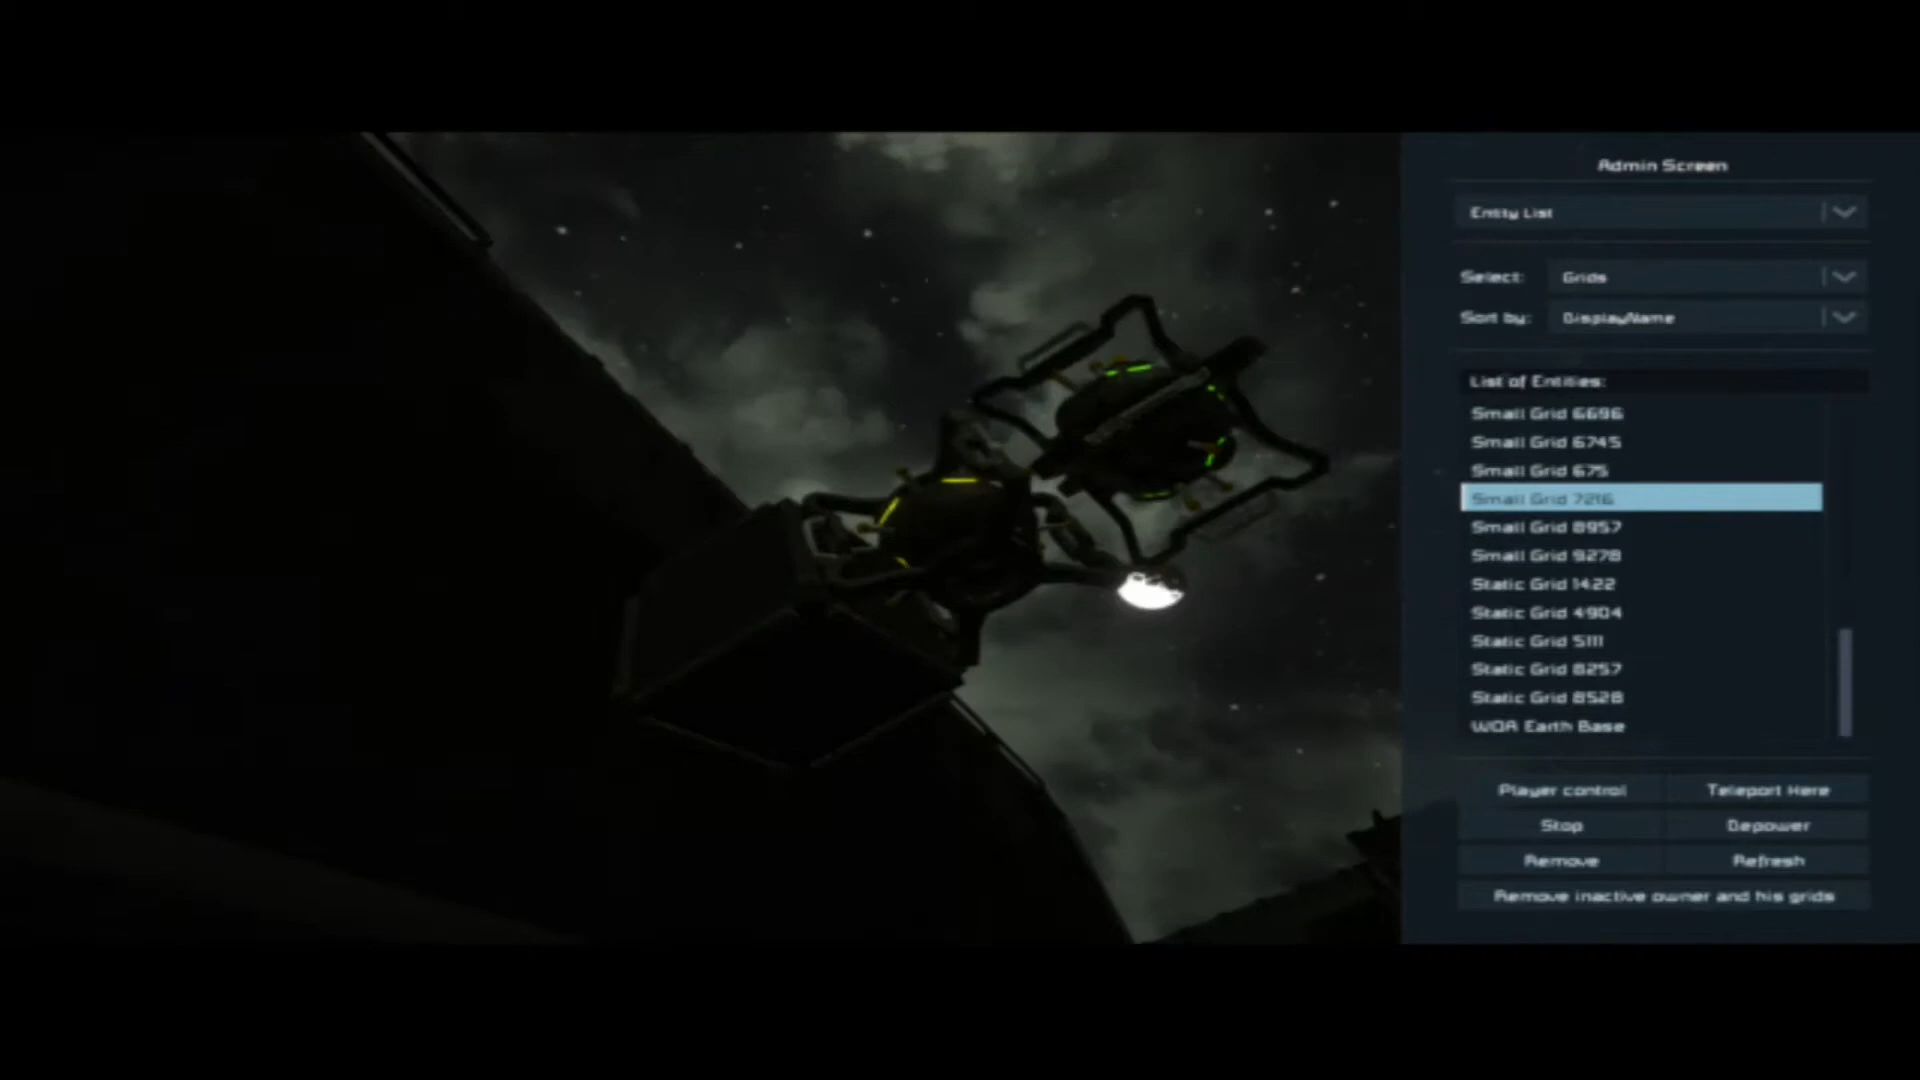 Admin Screen
Entity List
Select: Grids
Sort by: DisplayName
List of Entities:
Small Grid 6696
Small Grid 6745
Small Grid 675
Small Grid 7216
Small Grid 8957
Small Grid 9278
Static Grid 1422
Static Grid 4904
Static Grid 5111
Static Grid 8257
Static Grid 8528
WOA Earth Base
Player control Teleport Here
Stop Depower
Remove Refresh
Remove inactive owner and his grids